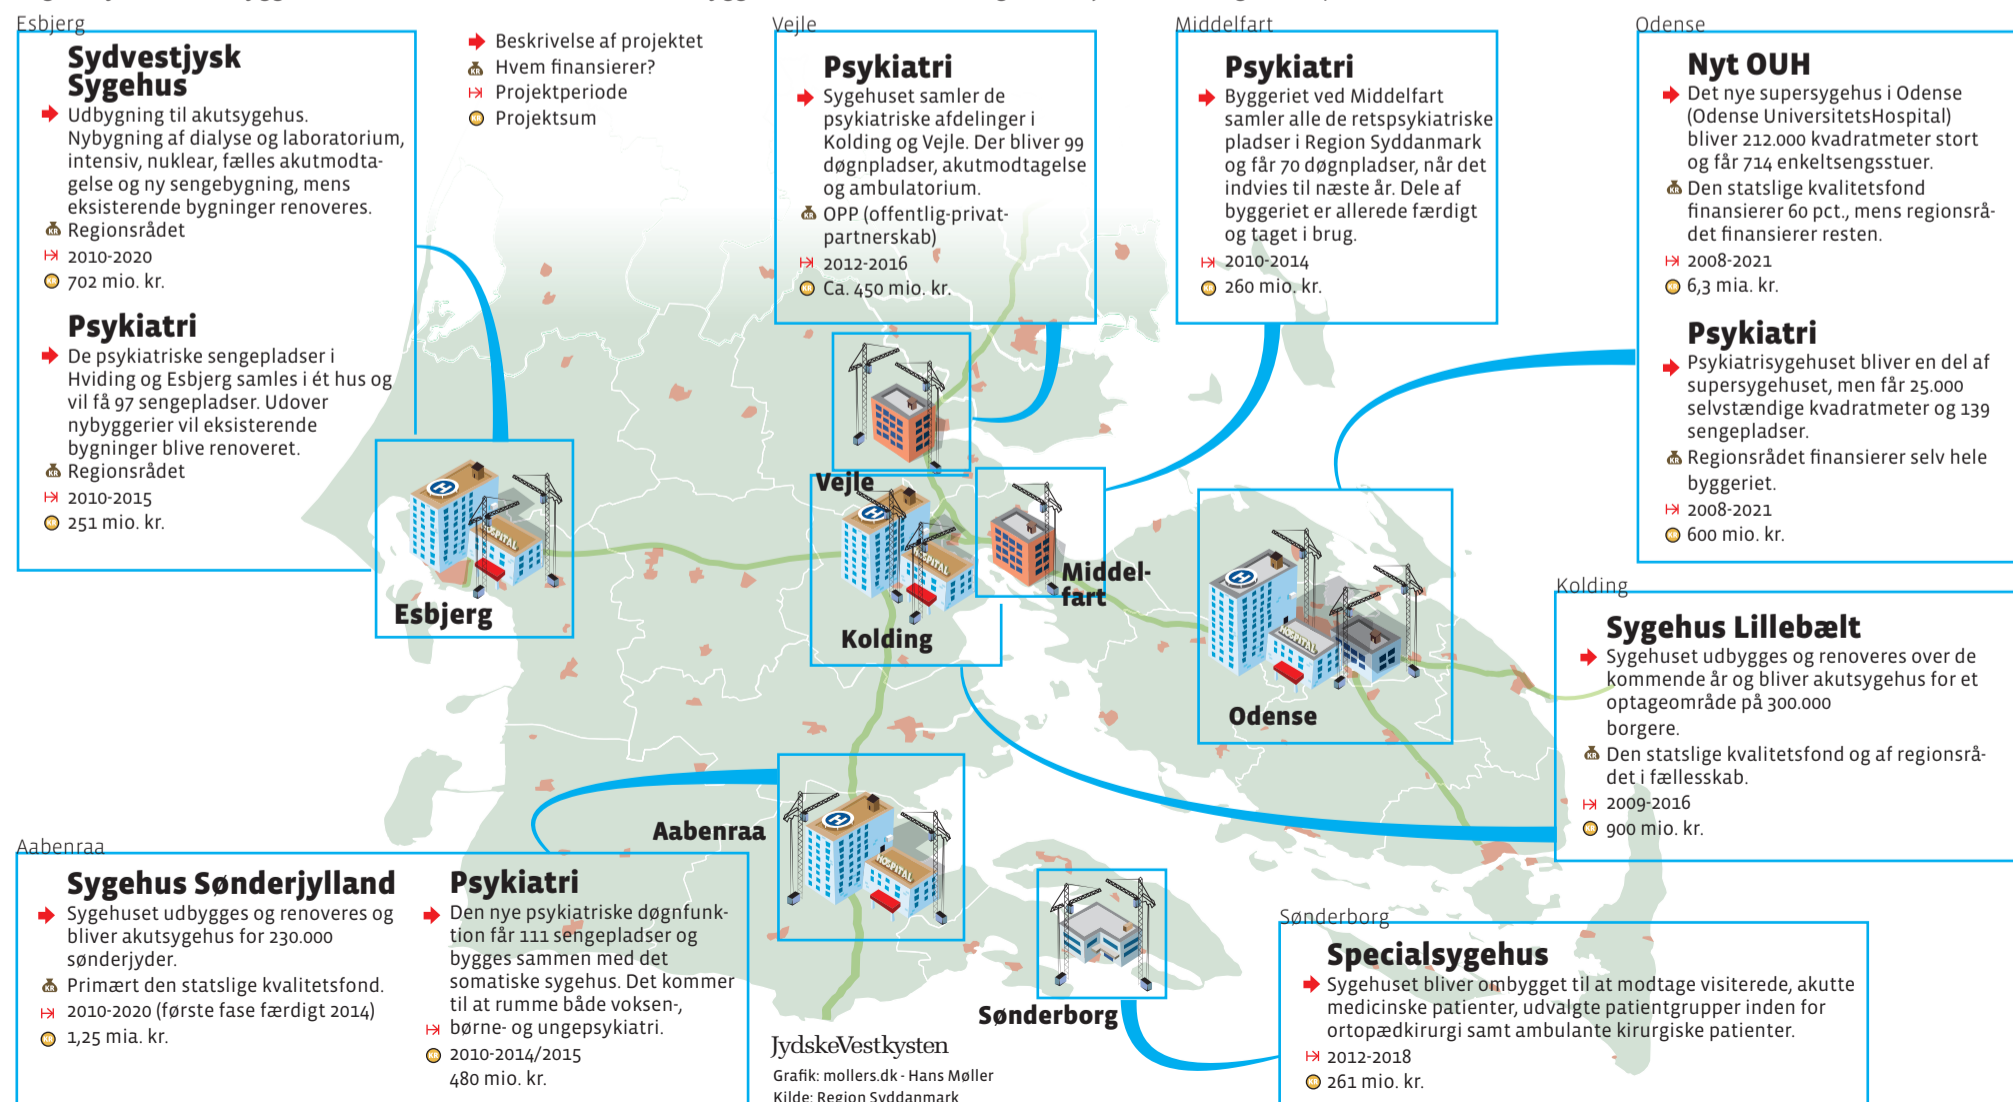 Esbjerg
Sydvestjysk
Sygehus
Udbygning til akutsygehus.
Nybygning af dialyse og laboratorium,
intensiv, nuklear, fælles akutmodta-
gelse og ny sengebygning, mens
eksisterende bygninger renoveres.
Regionsrådet
2010-2020
702 mio. kr.
Psykiatri
De psykiatriske sengepladser i
Hviding og Esbjerg samles i ét hus og
vil få 97 sengepladser. Udover
nybyggerier vil eksisterende
bygninger blive renoveret.
Regionsrådet
2010-2015
251 mio. kr.
Beskrivelse af projektet
KR Hvem finansierer?
Projektperiode
KR Projektsum
Vejle
Psykiatri
Sygehuset samler de
psykiatriske afdelinger i
Kolding og Vejle. Der bliver 99
døgnpladser, akutmodtagelse
og ambulatorium.
OPP (offentlig-privat-
partnerskab)
2012-2016
Ca. 450 mio. kr.
Middelfart
Psykiatri
Byggeriet ved Middelfart
samler alle de retspsykiatriske
pladser i Region Syddanmark
og får 70 døgnpladser, når det
indvies til næste år. Dele af
byggeriet er allerede færdigt
og taget i brug.
2010-2014
260 mio. kr.
Odense
Nyt OUH
Det nye supersygehus i Odense
(Odense UniversitetsHospital)
bliver 212.000 kvadratmeter stort
og får 714 enkeltsengsstuer.
Den statslige kvalitetsfond
finansierer 60 pct., mens regionsrå-
det finansierer resten.
2008-2021
6,3 mia. kr.
Psykiatri
Psykiatrisygehuset bliver en del af
supersygehuset, men får 25.000
selvstændige kvadratmeter og 139
sengepladser.
Regionsrådet finansierer selv hele
byggeriet.
2008-2021
600 mio. kr.
Kolding
Sygehus Lillebælt
Sygehuset udbygges og renoveres over de
kommende år og bliver akutsygehus for et
optageområde på 300.000
borgere.
Den statslige kvalitetsfond og af regionsrå-
det i fællesskab.
2009-2016
900 mio. kr.
Vejle
H
HOSPITAL
Esbjerg
H
HOSPITAL
Kolding
Middel-
fart
H
HOSPITAL
Odense
Aabenraa
H
HOSPITAL
Sønderborg
Aabenraa
Sygehus Sønderjylland
Sygehuset udbygges og renoveres og
bliver akutsygehus for 230.000
sønderjyder.
Primært den statslige kvalitetsfond.
2010-2020 (første fase færdigt 2014)
1,25 mia. kr.
Psykiatri
Den nye psykiatriske døgnfunk-
tion får 111 sengepladser og
bygges sammen med det
somatiske sygehus. Det kommer
til at rumme både voksen-,
børne- og ungepsykiatri.
2010-2014/2015
480 mio. kr.
JydskeVestkysten
Grafik: mollers.dk - Hans Møller
Kilde: Region Syddanmark
Sønderborg
Specialsygehus
Sygehuset bliver ombygget til at modtage visiterede, akutte
medicinske patienter, udvalgte patientgrupper inden for
ortopædkirurgi samt ambulante kirurgiske patienter.
2012-2018
261 mio. kr.